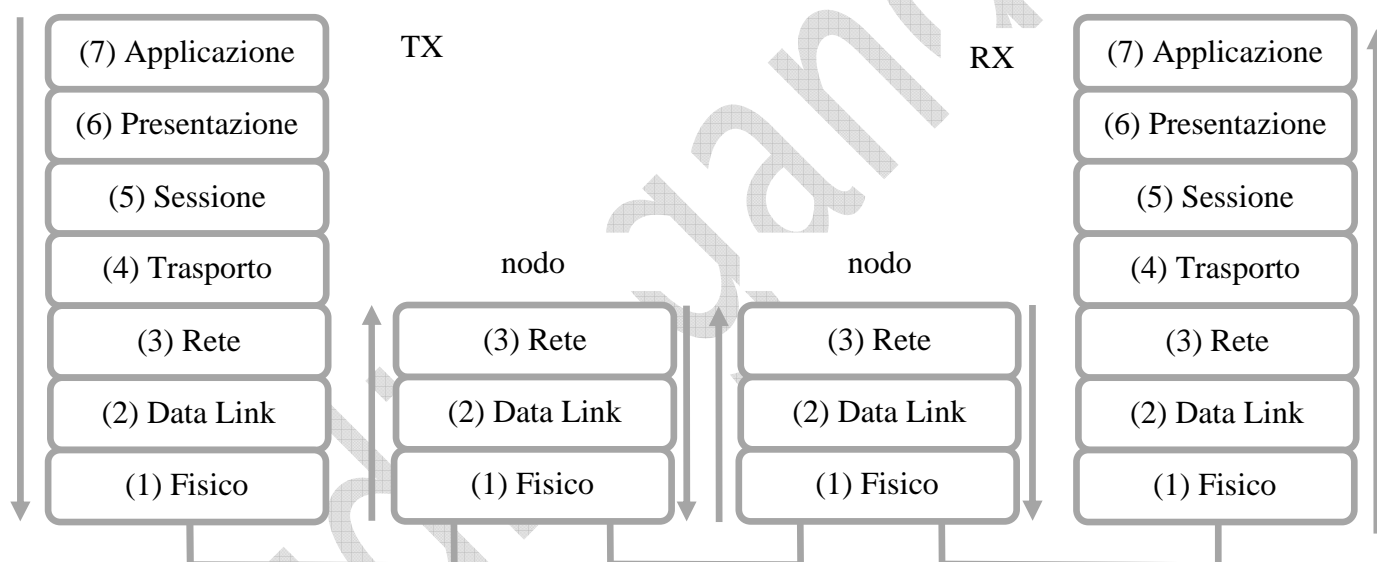 (7) Applicazione
(6) Presentazione
(5) Sessione
(4) Trasporto
(3) Rete
(2) Data Link
(1) Fisico
TX
nodo
(3) Rete
(2) Data Link
(1) Fisico
nodo
(3) Rete
(2) Data Link
(1) Fisico
RX
(7) Applicazione
(6) Presentazione
(5) Sessione
(4) Trasporto
(3) Rete
(2) Data Link
(1) Fisico